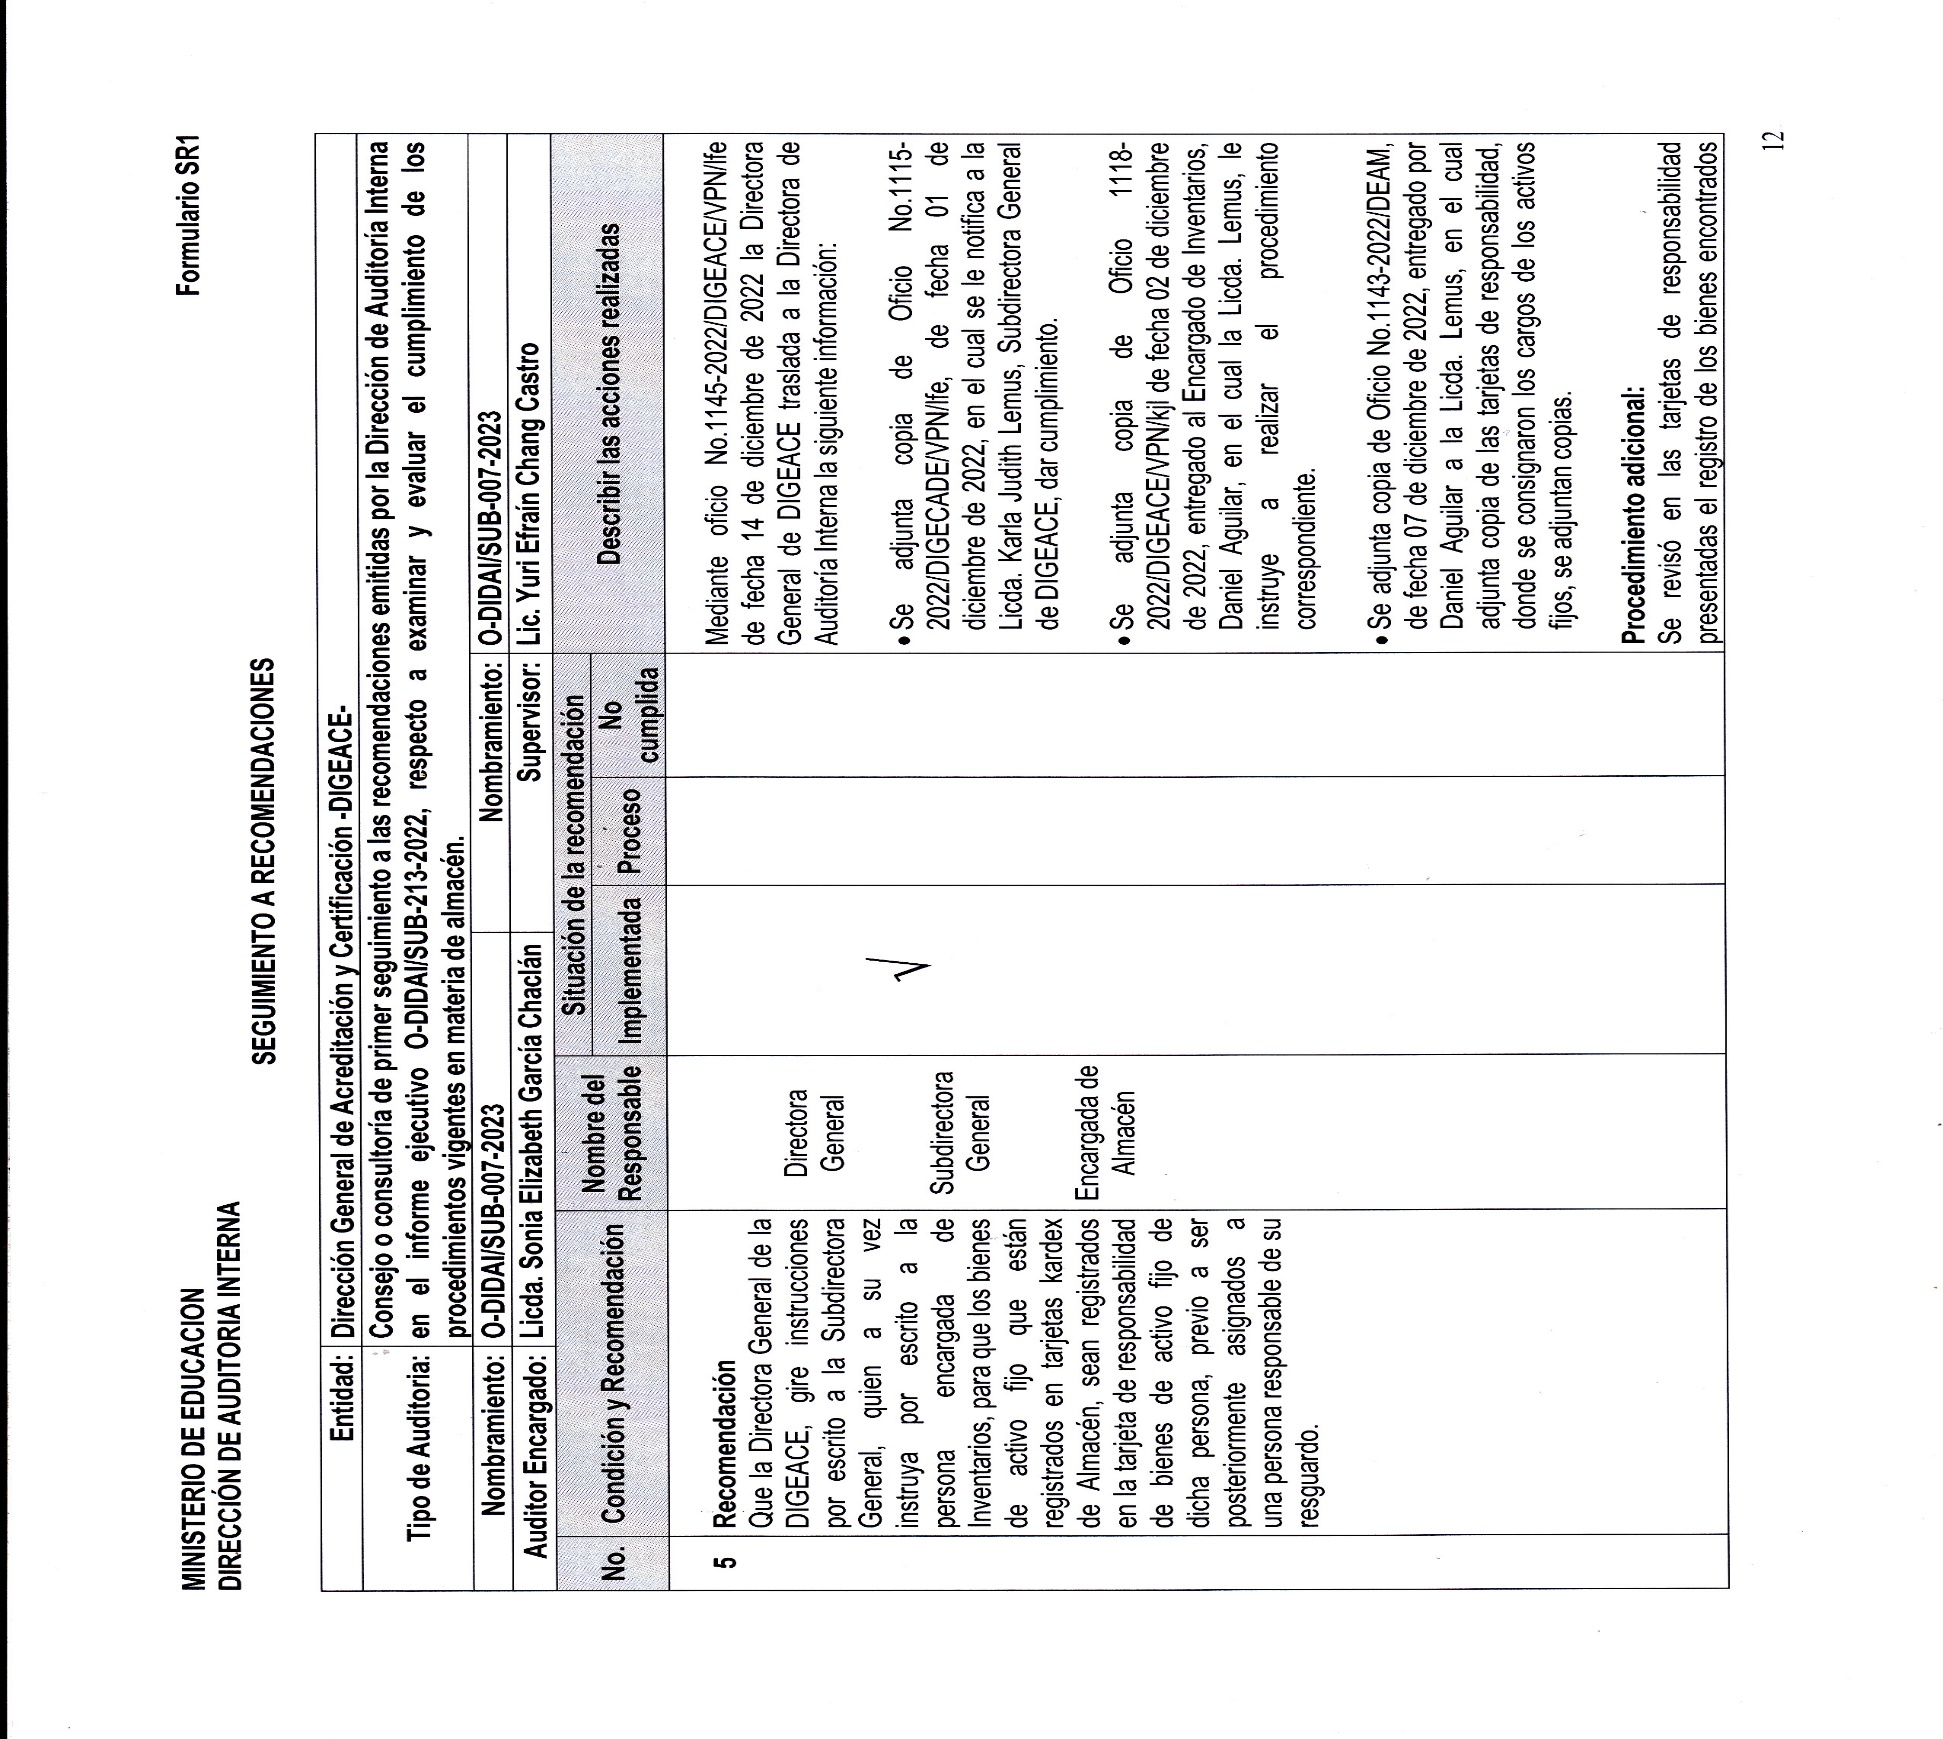 MINISTERIO DE EDUCACION
DIRECCIÓN DE AUDITORIA INTERNA
Formulario SR1
SEGUIMIENTO A RECOMENDACIONES
Entidad: Dirección General de Acreditación y Certificación -DIGEACE-
Tipo de Auditoria: Consejo o consultoría de primer seguimiento a las recomendaciones emitidas por la Dirección de Auditoría Interna
en el informe ejecutivo O-DIDAI/SUB-213-2022, respecto a examinar y evaluar el cumplimiento de los
procedimientos vigentes en materia de almacén.
Nombramiento: O-DIDAI/SUB-007-2023 Nombramiento: O-DIDAI/SUB-007-2023
Auditor Encargado: Licda. Sonia Elizabeth García Chaclán Supervisor: Lic. Yuri Efraín Chang Castro
No. Condición y Recomendación
Nombre del
Responsable
Situación de la recomendación
Implementada Proceso
No
cumplida
Describir las acciones realizadas
5
Recomendación
Que la Directora General de la
DIGEACE, gire instrucciones
por escrito a la Subdirectora
General, quien a su vez
instruya por escrito a la
persona encargada de
Inventarios, para que los bienes
de activo fijo que están
registrados en tarjetas kardex
de Almacén, sean registrados
en la tarjeta de responsabilidad
de bienes de activo fijo de
dicha persona, previo a ser
posteriormente asignados a
una persona responsable de su
resguardo.
Directora
General
Subdirectora
General
Encargada de
Almacén
√
Mediante oficio No.1145-2022/DIGEACE/VPN/lfe
de fecha 14 de diciembre de 2022 la Directora
General de DIGEACE traslada a la Directora de
Auditoría Interna la siguiente información:
• Se adjunta copia de Oficio No.1115-
2022/DIGECADE/VPN/lfe, de fecha 01 de
diciembre de 2022, en el cual se le notifica a la
Licda. Karla Judith Lemus, Subdirectora General
de DIGEACE, dar cumplimiento.
• Se adjunta copia de Oficio 1118-
2022/DIGEACE/VPN/kjl de fecha 02 de diciembre
de 2022, entregado al Encargado de Inventarios,
Daniel Aguilar, en el cual la Licda. Lemus, le
instruye a realizar el procedimiento
correspondiente.
• Se adjunta copia de Oficio No.1143-2022/DEAM,
de fecha 07 de diciembre de 2022, entregado por
Daniel Aguilar a la Licda. Lemus, en el cual
adjunta copia de las tarjetas de responsabilidad,
donde se consignaron los cargos de los activos
fijos, se adjuntan copias.
Procedimiento adicional:
Se revisó en las tarjetas de responsabilidad
presentadas el registro de los bienes encontrados
12